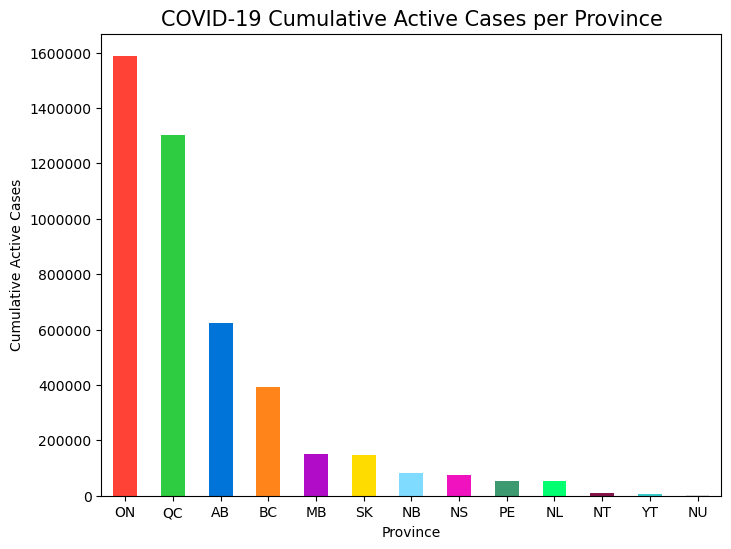 COVID-19 Cumulative Active Cases per Province
1600000
1400000
1200000
1000000
800000
600000
400000
200000
0
Cumulative Active Cases
ON QC AB BC MB SK NB NS PE NL NT YT NU
Province